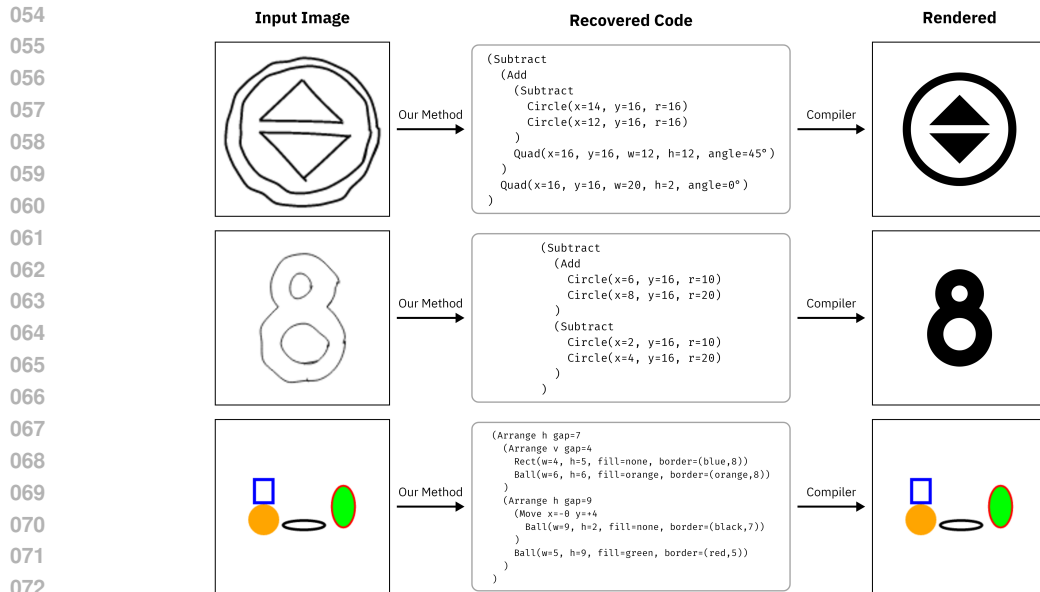 054
055
056
057
058
059
060
061
062
063
064
065
066
067
068
069
070
071
072
Input Image
Recovered Code
Rendered
(Subtract
  (Add
    (Subtract
      Circle(x=14, y=16, r=16)
      Circle(x=12, y=16, r=16)
    )
    Quad(x=16, y=16, w=12, h=12, angle=45°)
  )
  Quad(x=16, y=16, w=20, h=2, angle=0°)
)
Our Method
Compiler
(Subtract
  (Add
    Circle(x=6, y=16, r=10)
    Circle(x=8, y=16, r=20)
  )
  (Subtract
    Circle(x=2, y=16, r=10)
    Circle(x=4, y=16, r=20)
  )
)
Our Method
Compiler
8
(Arrange h gap=7
  (Arrange v gap=4
    Rect(w=4, h=5, fill=none, border=(blue,8))
    Ball(w=6, h=6, fill=orange, border=(orange,8))
  )
  (Arrange h gap=9
    (Move x=-0 y=+4
      Ball(w=9, h=2, fill=none, border=(black,7))
    )
    Ball(w=5, h=9, fill=green, border=(red,5))
  )
)
Our Method
Compiler